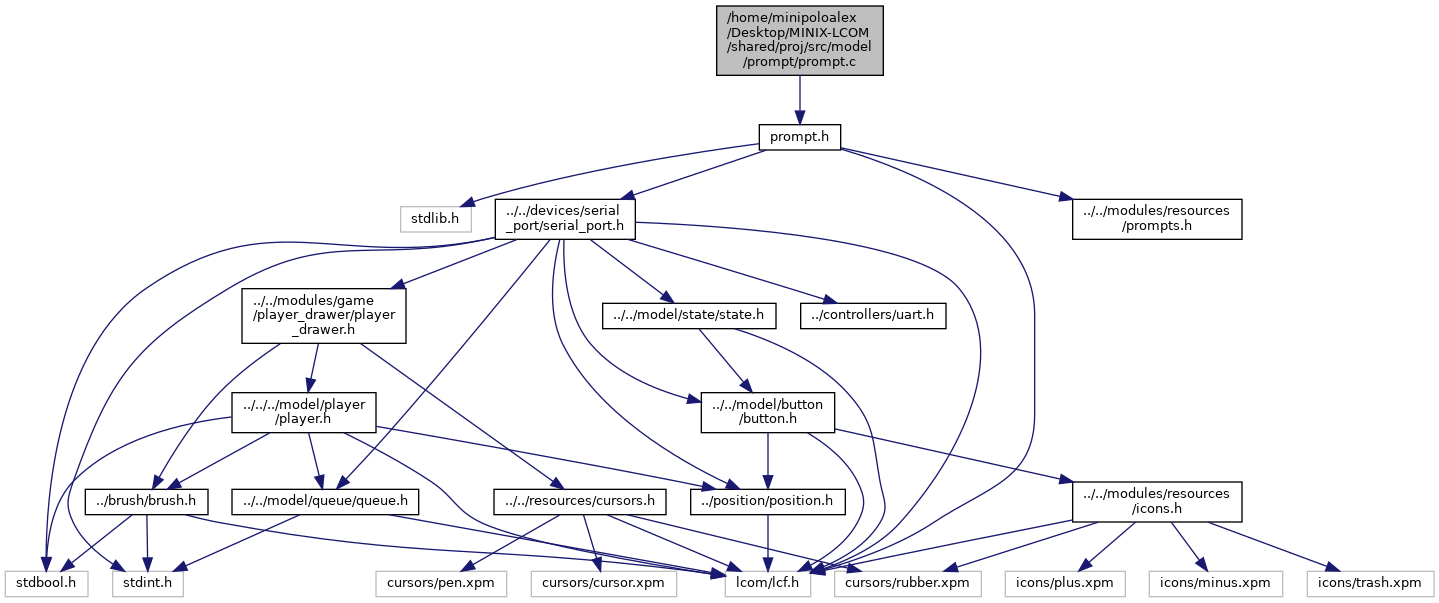 /home/minipoloalex
/Desktop/MINIX-LCOM
/shared/proj/src/model
/prompt/prompt.c
prompt.h
stdlib.h
../../devices/serial
_port/serial_port.h
../../modules/resources
/prompts.h
../../modules/game
/player_drawer/player
_drawer.h
../../model/state/state.h
../controllers/uart.h
../../../model/player
/player.h
../../model/button
/button.h
../brush/brush.h
../../model/queue/queue.h
../../resources/cursors.h
../position/position.h
../../modules/resources
/icons.h
stdbool.h
stdint.h
cursors/pen.xpm
cursors/cursor.xpm
lcom/lcf.h
cursors/rubber.xpm
icons/plus.xpm
icons/minus.xpm
icons/trash.xpm